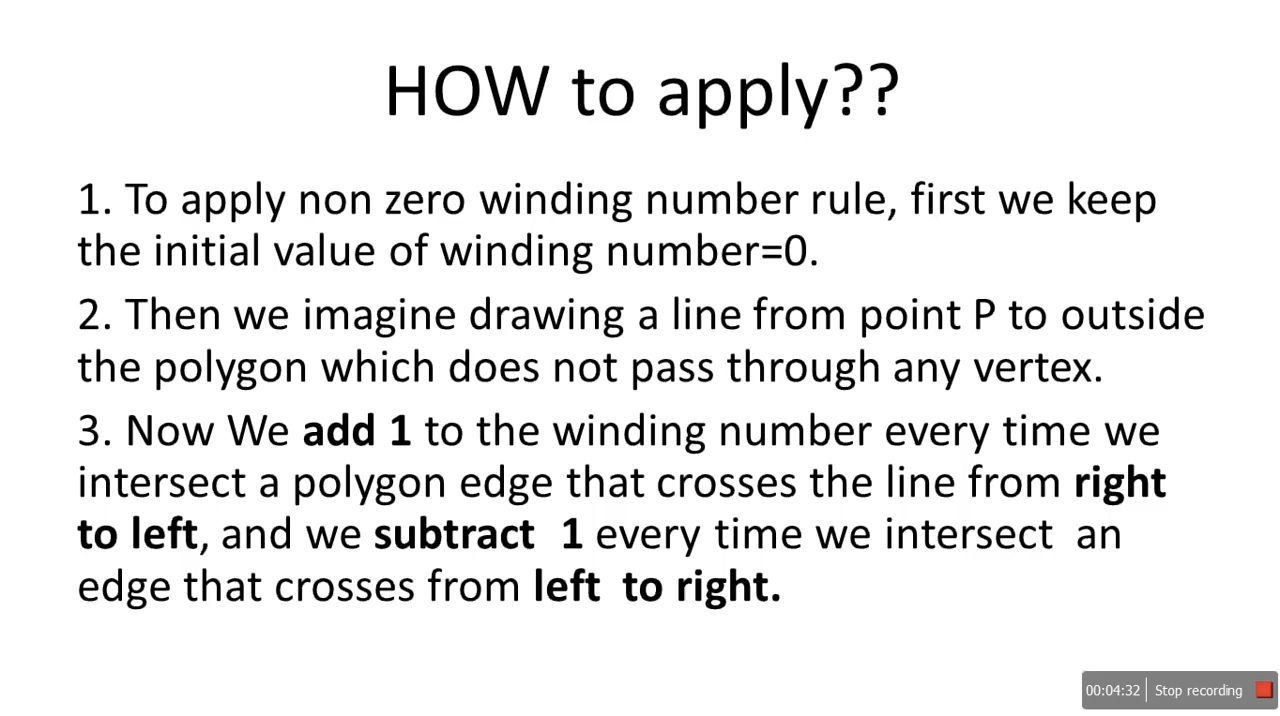 HOW to apply??
1. To apply non zero winding number rule, first we keep
the initial value of winding number=0.
2. Then we imagine drawing a line from point P to outside
the polygon which does not pass through any vertex.
3. Now We add 1 to the winding number every time we
intersect a polygon edge that crosses the line from right
to left, and we subtract  1 every time we intersect  an
edge that crosses from left  to right.
00:04:32 Stop recording